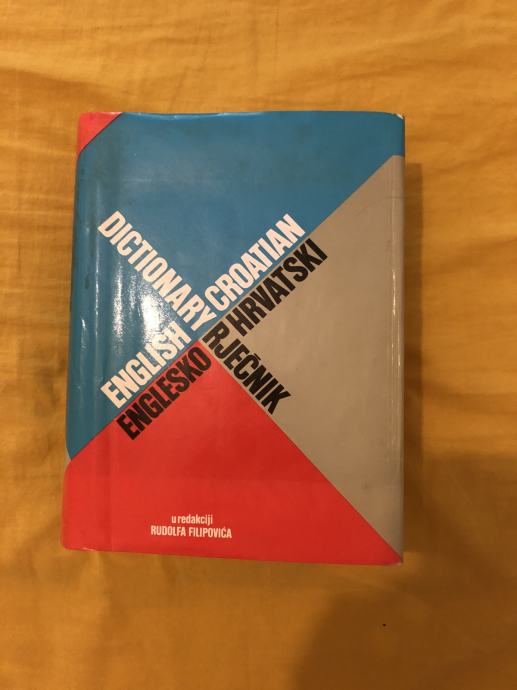 DICTIONARY
ENGLISH CROATIAN
ENGLESKO HRVATSKI
RJEČNIK
u redakciji
RUDOLFA FILIPOVIĆA